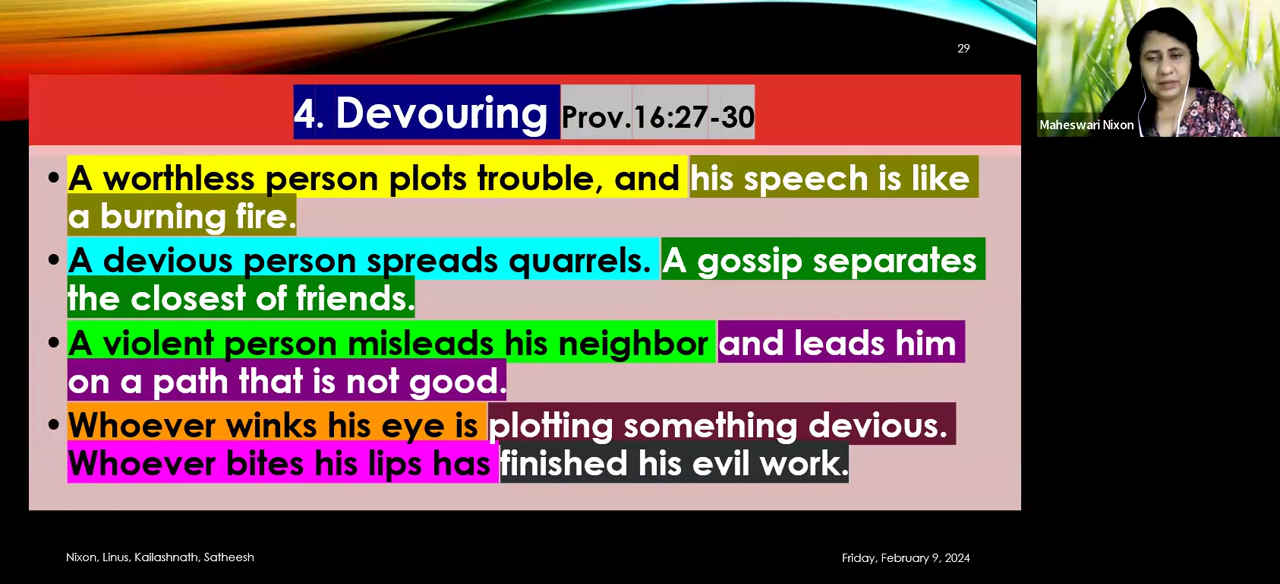 29
4. Devouring Prov.16:27-30
Maheswari Nixon
• A worthless person plots trouble, and his speech is like
a burning fire.
• A devious person spreads quarrels. A gossip separates
the closest of friends.
• A violent person misleads his neighbor and leads him
on a path that is not good.
• Whoever winks his eye is plotting something devious.
Whoever bites his lips has finished his evil work.
Nixon, Linus, Kailashnath, Satheesh
Friday, February 9, 2024